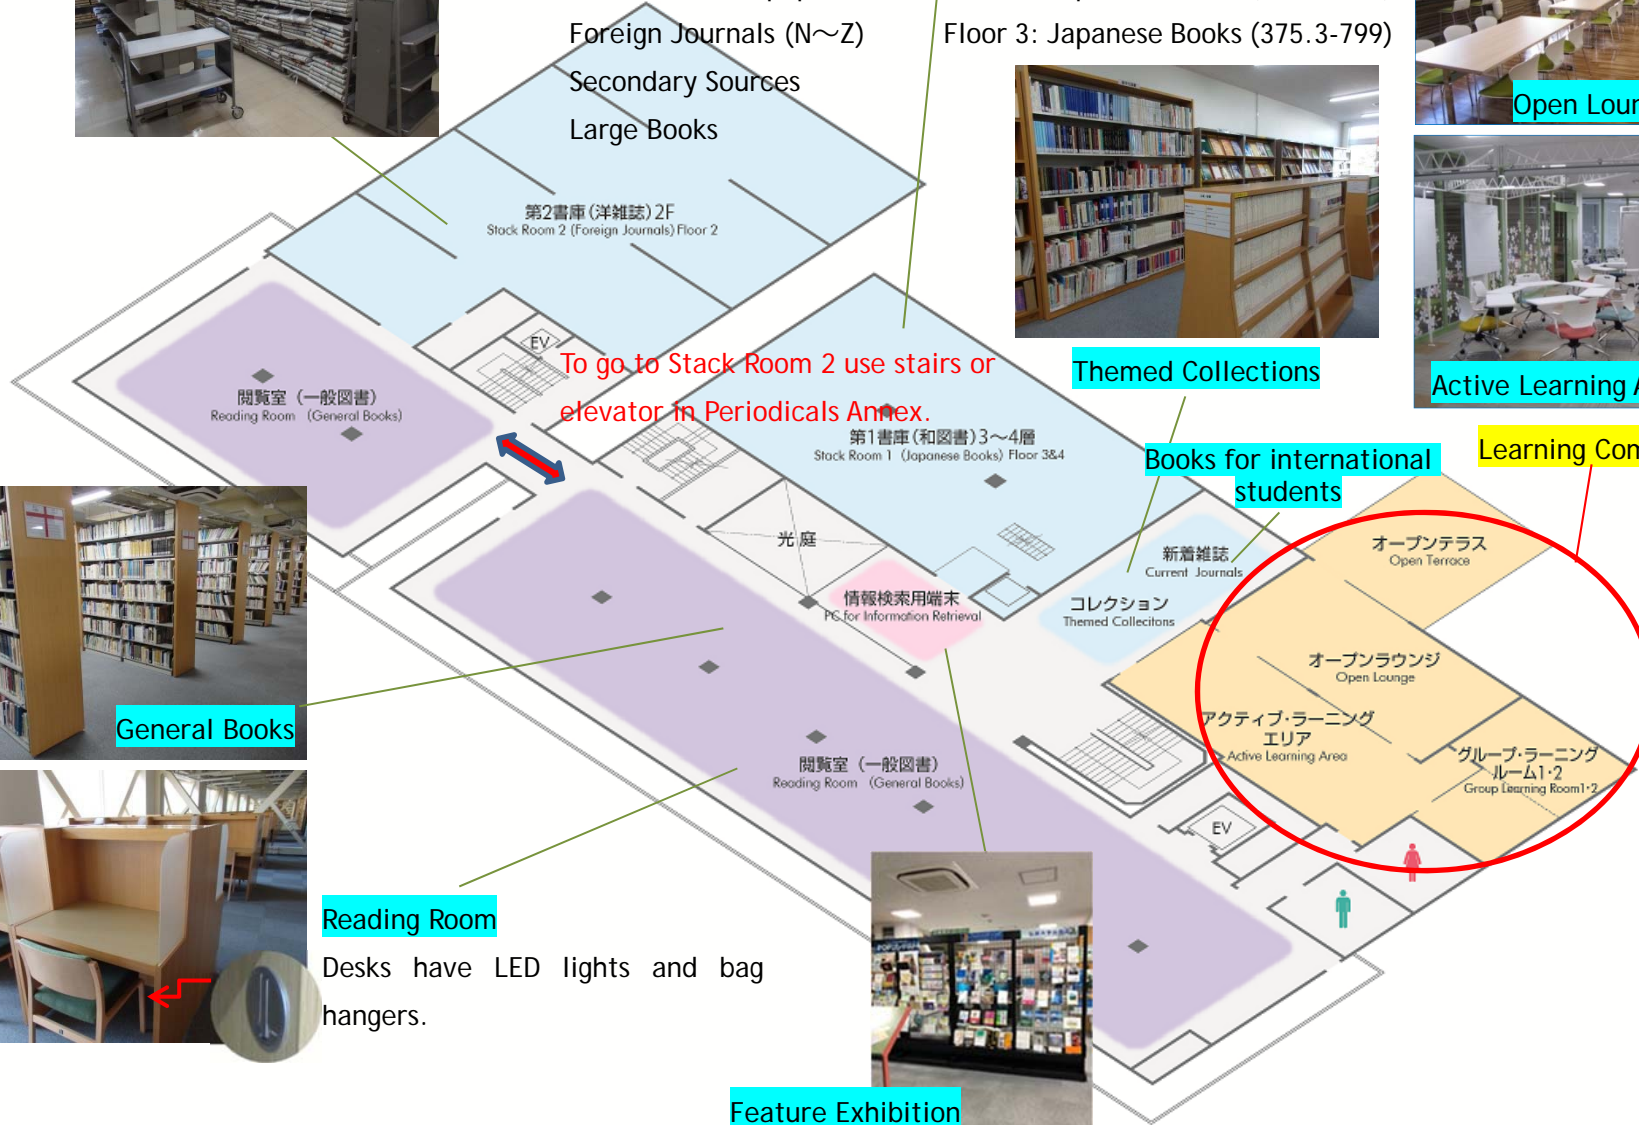 Foreign Journals (N～Z)
Secondary Sources
Large Books
Floor 3: Japanese Books (375.3-799)
Open Loun
第2書庫(洋雑誌)2F
Stack Room 2 (Foreign Journals) Floor 2
EV
To go to Stack Room 2 use stairs or
elevator in Periodicals Annex.
Themed Collections
Active Learning A
閲覧室（一般図書）
Reading Room （General Books）
第1書庫(和図書)3～4層
Stack Room 1（Japanese Books）Floor 3&4
Books for international
students
Learning Com
光庭
新着雑誌
Current Journals
オープンテラス
Open Terrace
情報検索用端末
PC for Information Retrieval
コレクション
Themed Collecitons
オープンラウンジ
Open Lounge
General Books
アクティブ・ラーニング
エリア
Active Learning Area
グループ・ラーニング
ルーム1・2
Group Learning Room1・2
閲覧室（一般図書）
Reading Room （General Books）
EV
Reading Room
Desks have LED lights and bag
hangers.
Feature Exhibition